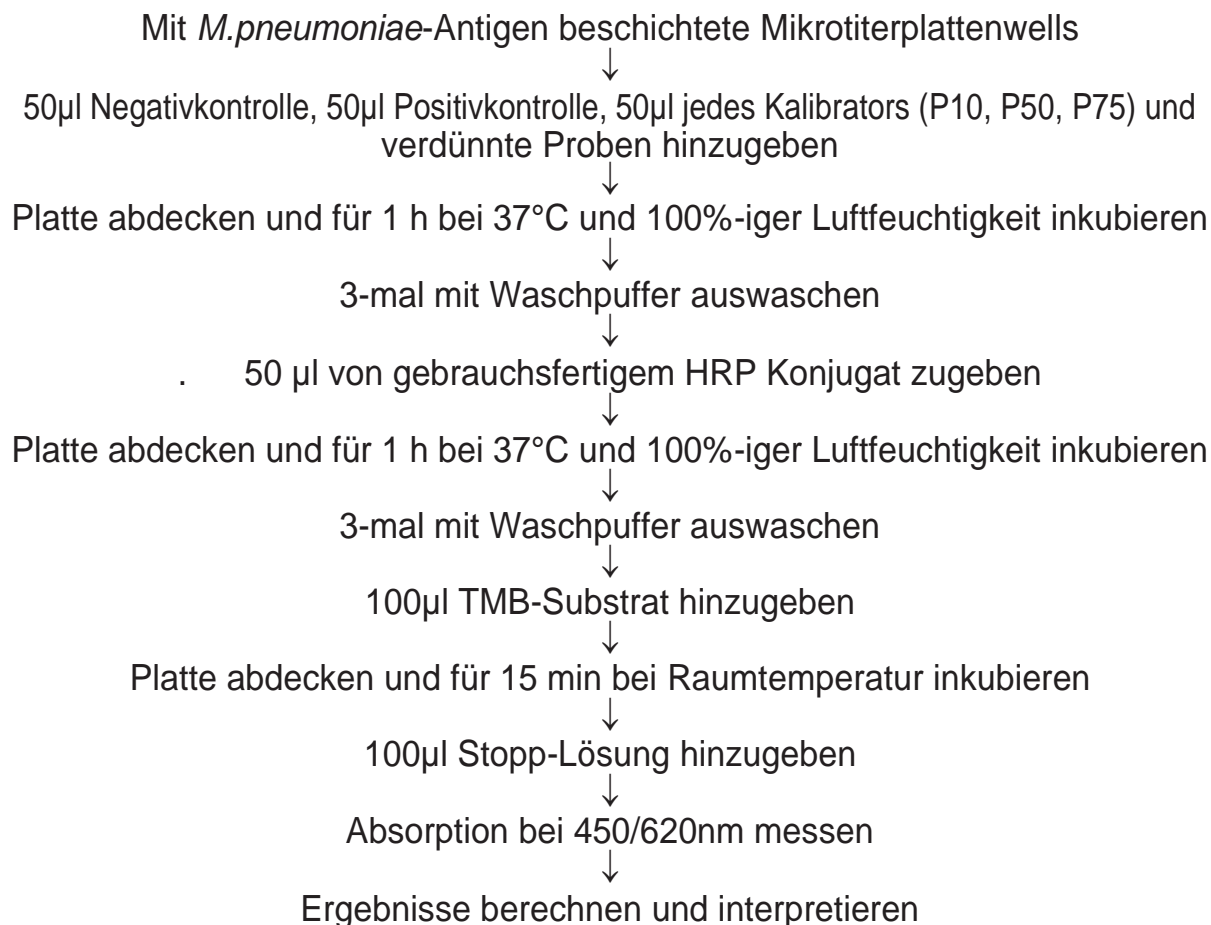 Mit M.pneumoniae-Antigen beschichtete Mikrotiterplattenwells
↓
50µl Negativkontrolle, 50µl Positivkontrolle, 50µl jedes Kalibrators (P10, P50, P75) und
verdünnte Proben hinzugeben
↓
Platte abdecken und für 1 h bei 37°C und 100%-iger Luftfeuchtigkeit inkubieren
↓
3-mal mit Waschpuffer auswaschen
↓
. 50 µl von gebrauchsfertigem HRP Konjugat zugeben
↓
Platte abdecken und für 1 h bei 37°C und 100%-iger Luftfeuchtigkeit inkubieren
↓
3-mal mit Waschpuffer auswaschen
↓
100µl TMB-Substrat hinzugeben
↓
Platte abdecken und für 15 min bei Raumtemperatur inkubieren
↓
100µl Stopp-Lösung hinzugeben
↓
Absorption bei 450/620nm messen
↓
Ergebnisse berechnen und interpretieren